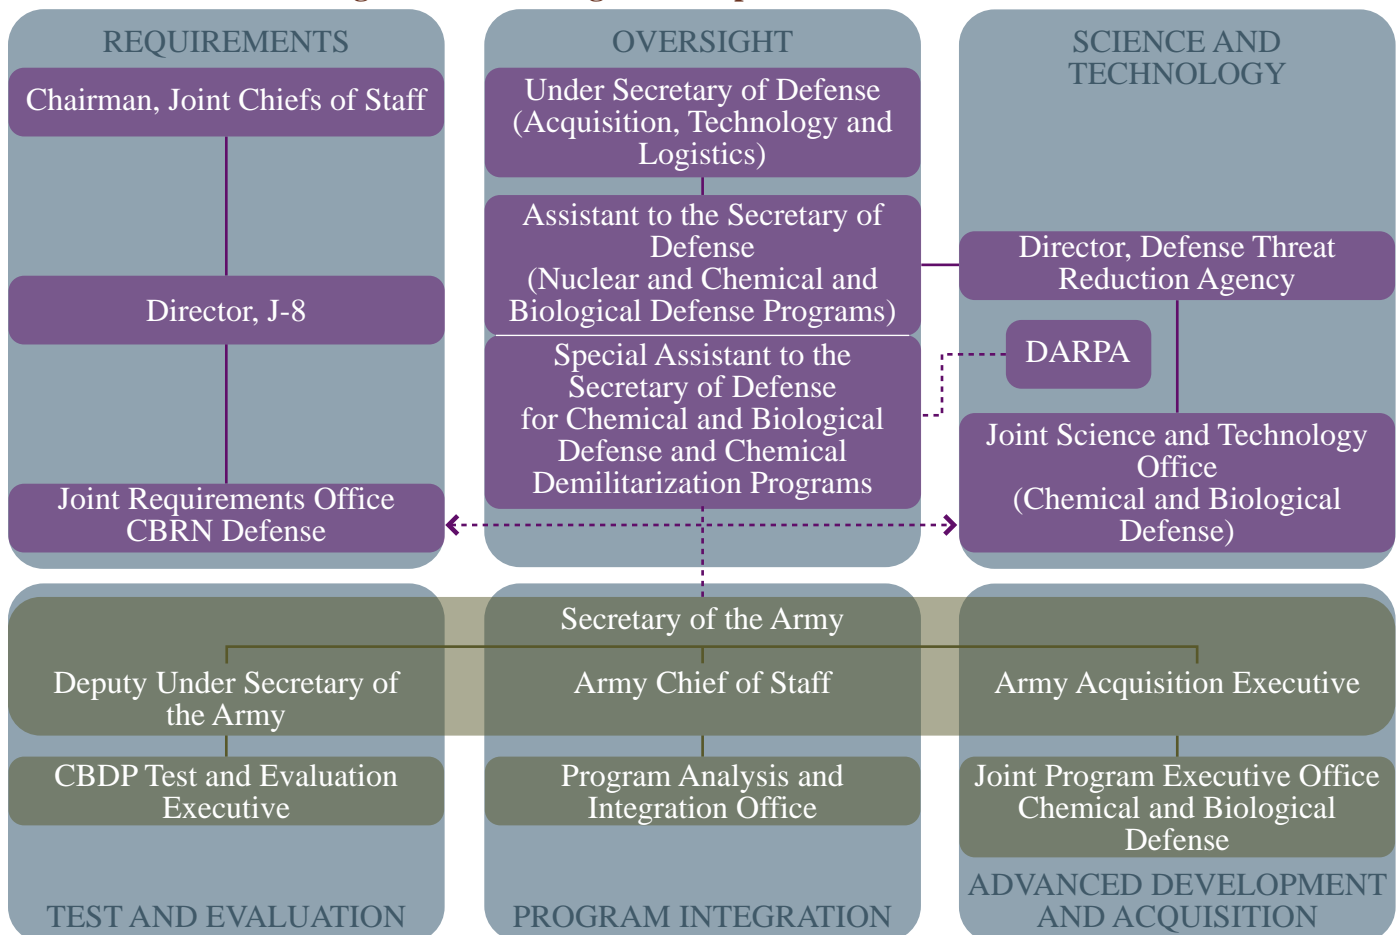 REQUIREMENTS
Chairman, Joint Chiefs of Staff
Director, J-8
Joint Requirements Office
CBRN Defense
OVERSIGHT
Under Secretary of Defense
(Acquisition, Technology and
Logistics)
Assistant to the Secretary of
Defense
(Nuclear and Chemical and
Biological Defense Programs)
Special Assistant to the
Secretary of Defense
for Chemical and Biological
Defense and Chemical
Demilitarization Programs
SCIENCE AND
TECHNOLOGY
Director, Defense Threat
Reduction Agency
DARPA
Joint Science and Technology
Office
(Chemical and Biological
Defense)
Secretary of the Army
Deputy Under Secretary of
the Army
CBDP Test and Evaluation
Executive
TEST AND EVALUATION
Army Chief of Staff
Program Analysis and
Integration Office
PROGRAM INTEGRATION
Army Acquisition Executive
Joint Program Executive Office
Chemical and Biological
Defense
ADVANCED DEVELOPMENT
AND ACQUISITION